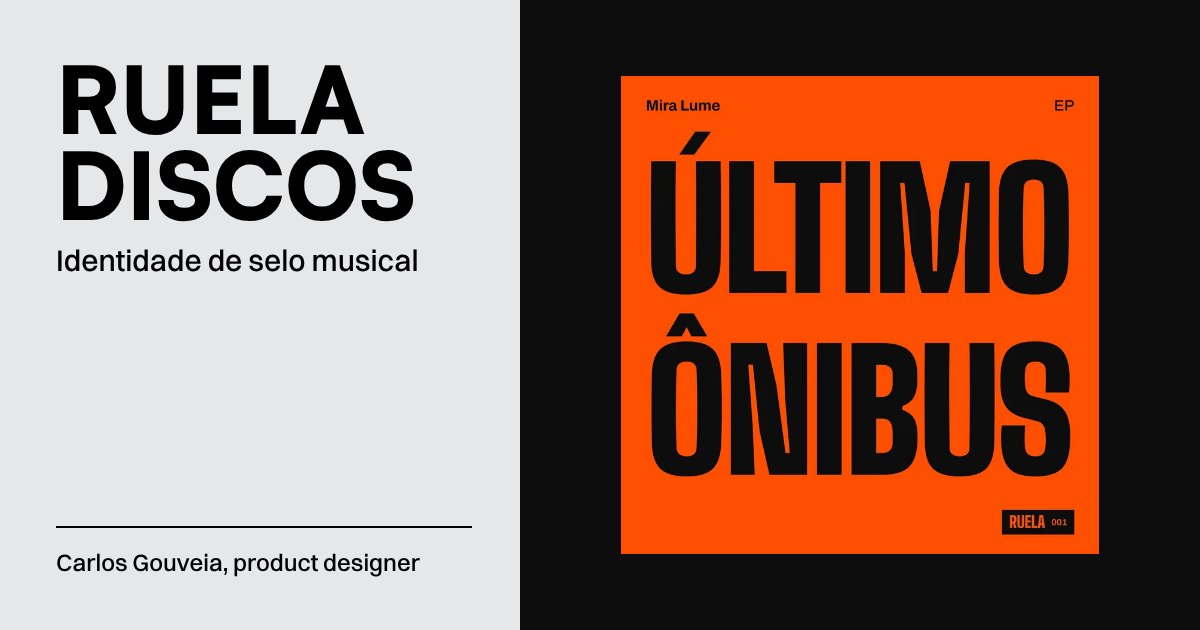 RUELA
DISCOS
Identidade de selo musical
Carlos Gouveia, product designer
Mira Lume
EP
ÚLTIMO
ÔNIBUS
RUELA 001